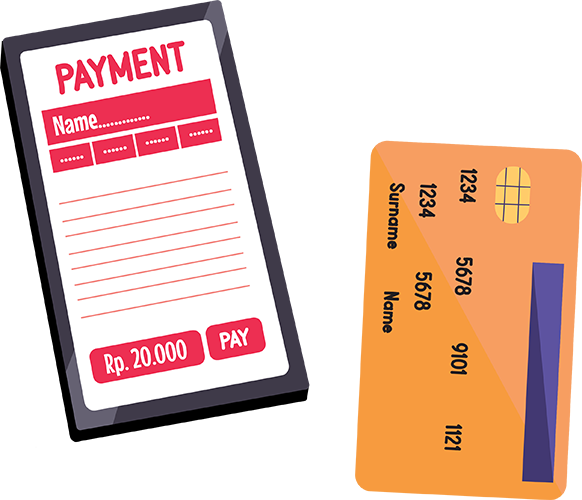 PAYMENT
Name.............
......
......
......
......
Rp. 20.000
PAY
1234 5678 9101 1121
1234 5678
Surname Name